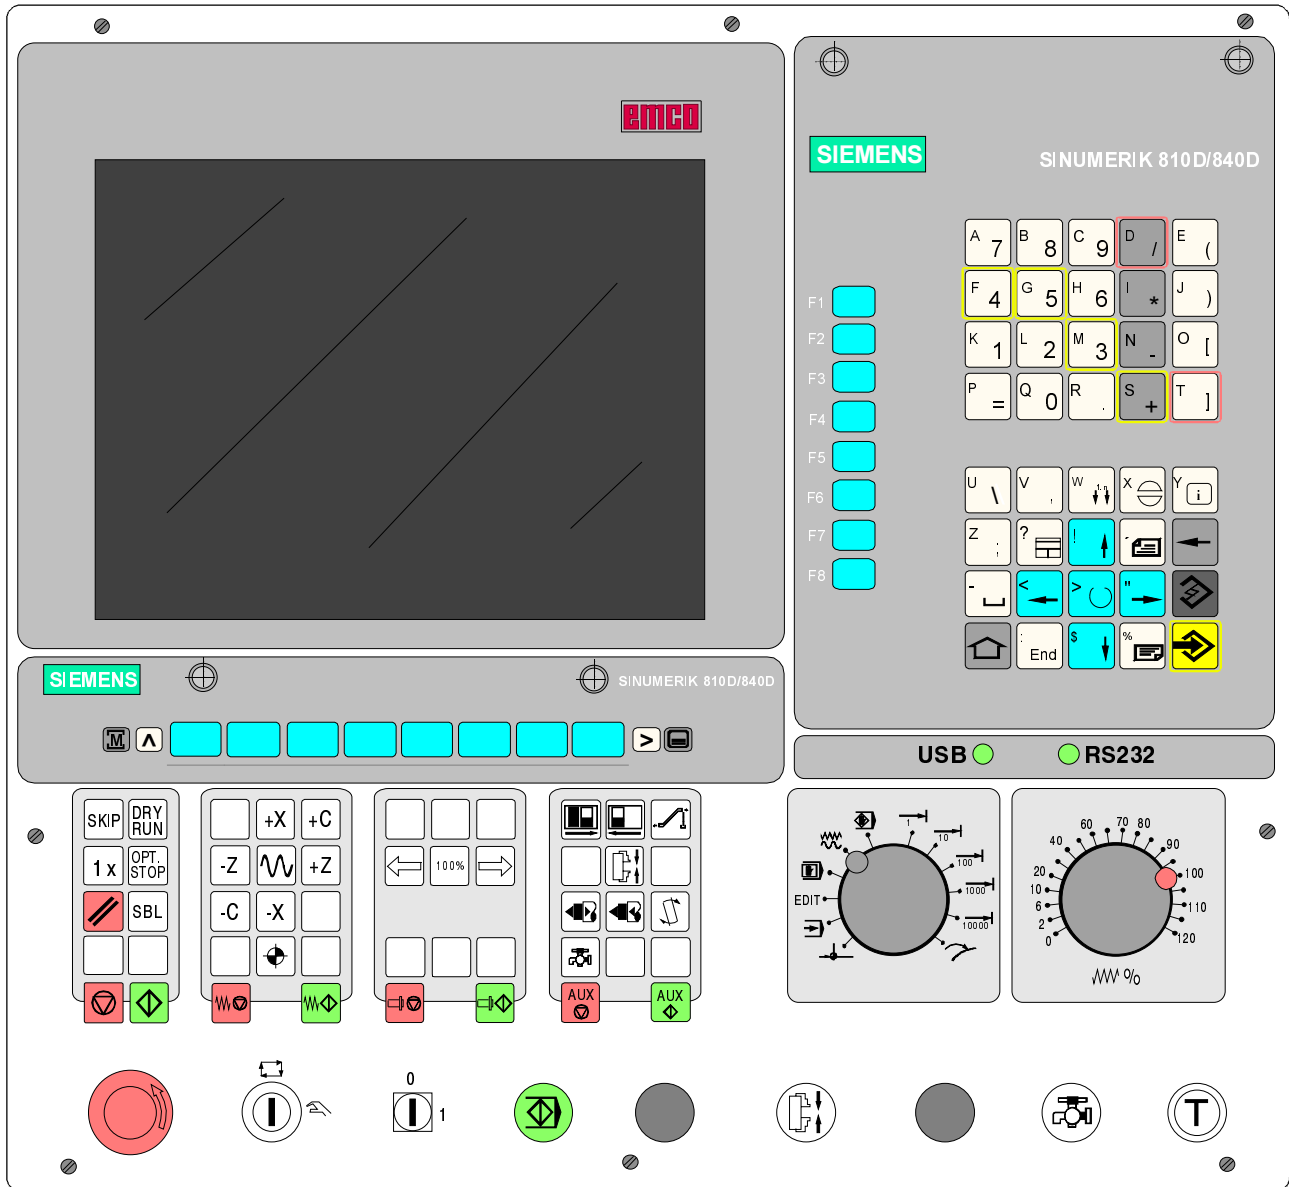 emco
SIEMENS
SINUMERIK 810D/840D
A 7 B 8 C 9 D / E (
F 4 G 5 H 6 I * J )
K 1 L 2 M 3 N - O [
P = Q 0 R . S + T ]
F1
F2
F3
F4
F5
F6
F7
F8
U \ V , W 1..n X Y i
Z ; ? ! ´
- < > "
: End $ %
SIEMENS
SINUMERIK 810D/840D
M ʌ >
USB RS232
SKIP DRY RUN
1 x OPT. STOP
SBL
+X +C
-Z +Z
-C -X
100%
AUX
AUX
1
10
100
1000
10000
EDIT
0 2 6 10 20 40 60 70 80 90 100 110 120
%
0
1
T